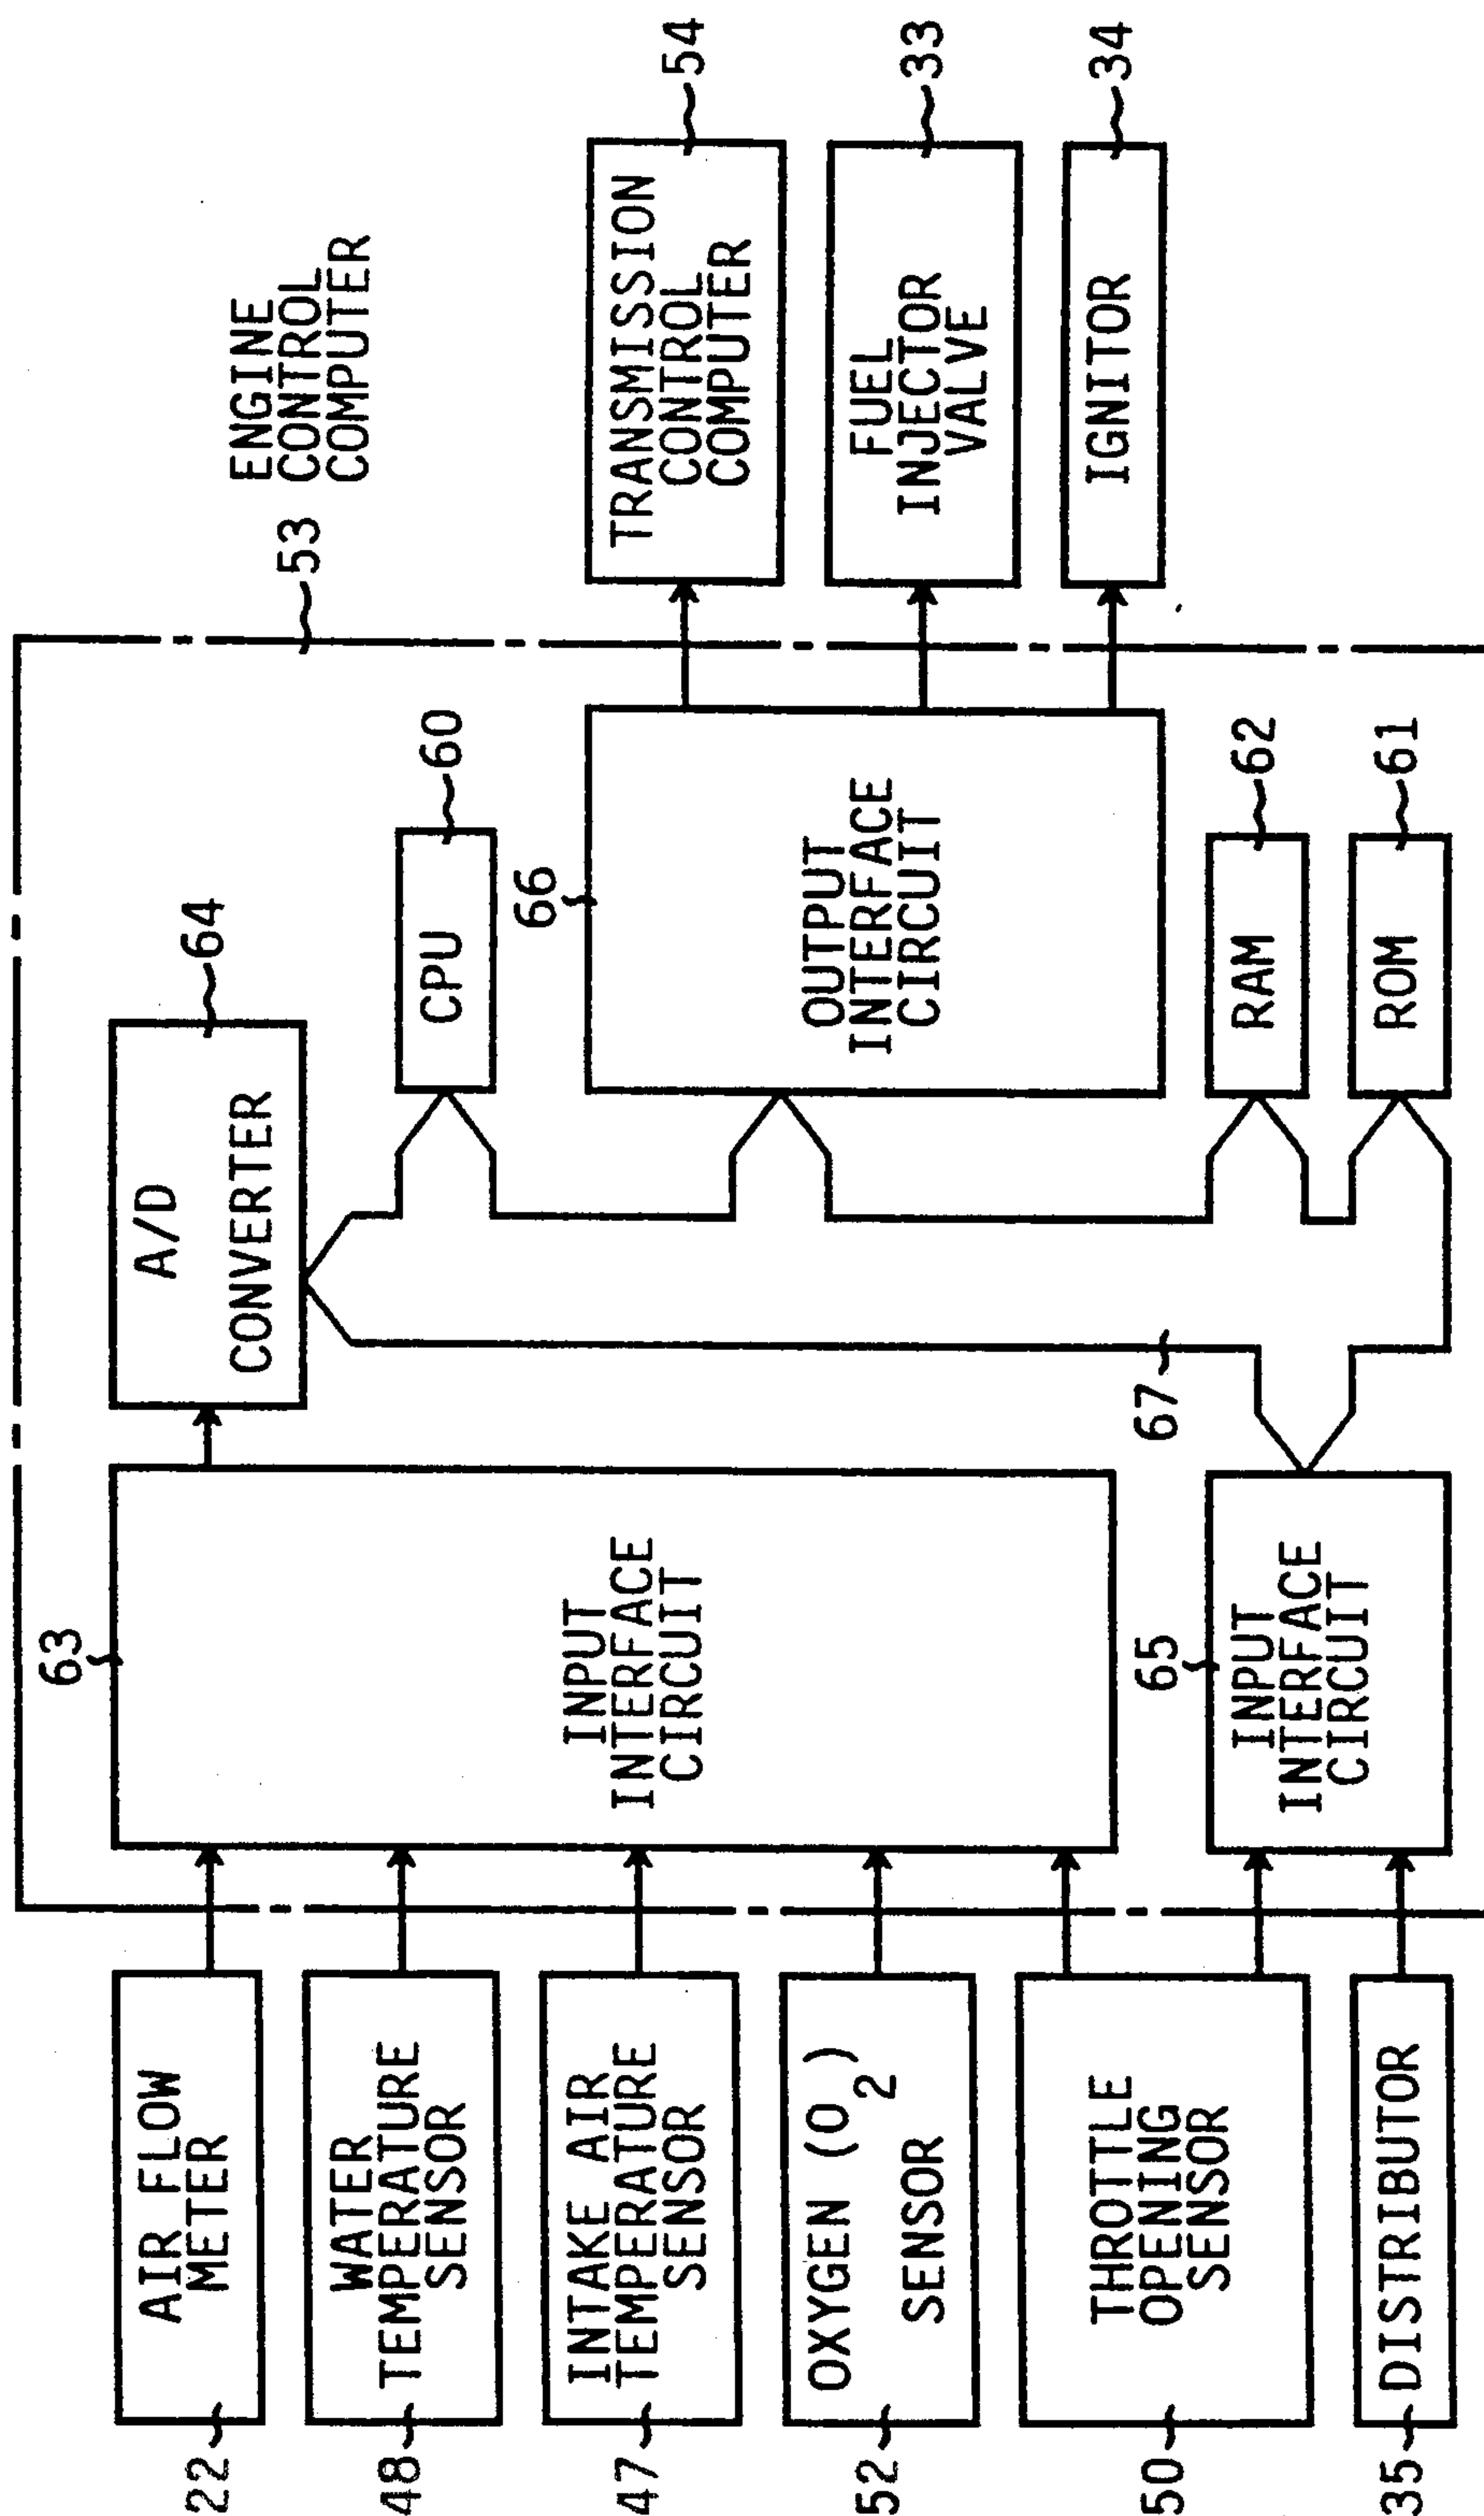 22
AIR FLOW
METER
48
WATER
TEMPERATURE
SENSOR
47
INTAKE AIR
TEMPERATURE
SENSOR
52
OXYGEN (O2)
SENSOR
50
THROTTLE
OPENING
SENSOR
35
DISTRIBUTOR
63
INPUT
INTERFACE
CIRCUIT
65
INPUT
INTERFACE
CIRCUIT
67
A/D
CONVERTER
64
CPU
60
66
OUTPUT
INTERFACE
CIRCUIT
RAM
62
ROM
61
53
ENGINE
CONTROL
COMPUTER
TRANSMISSION
CONTROL
COMPUTER
54
FUEL
INJECTOR
VALVE
33
IGNITOR
34